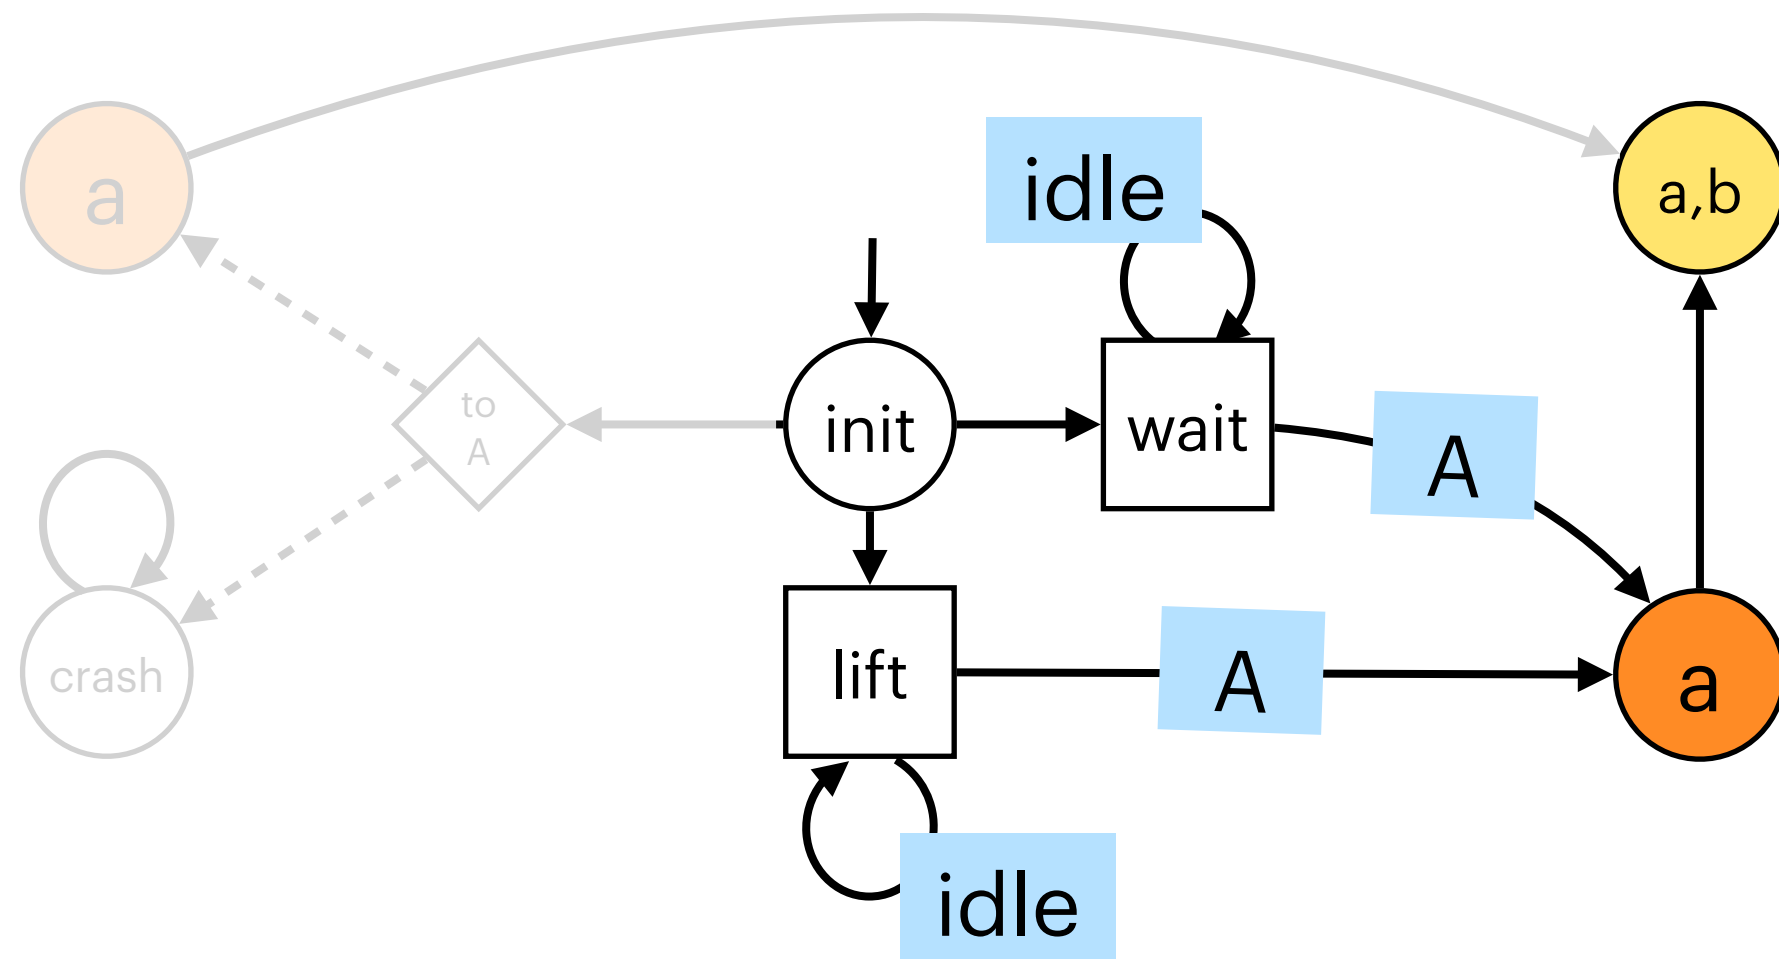 a
idle
a,b
to
A
init
wait
A
crash
lift
A
a
idle